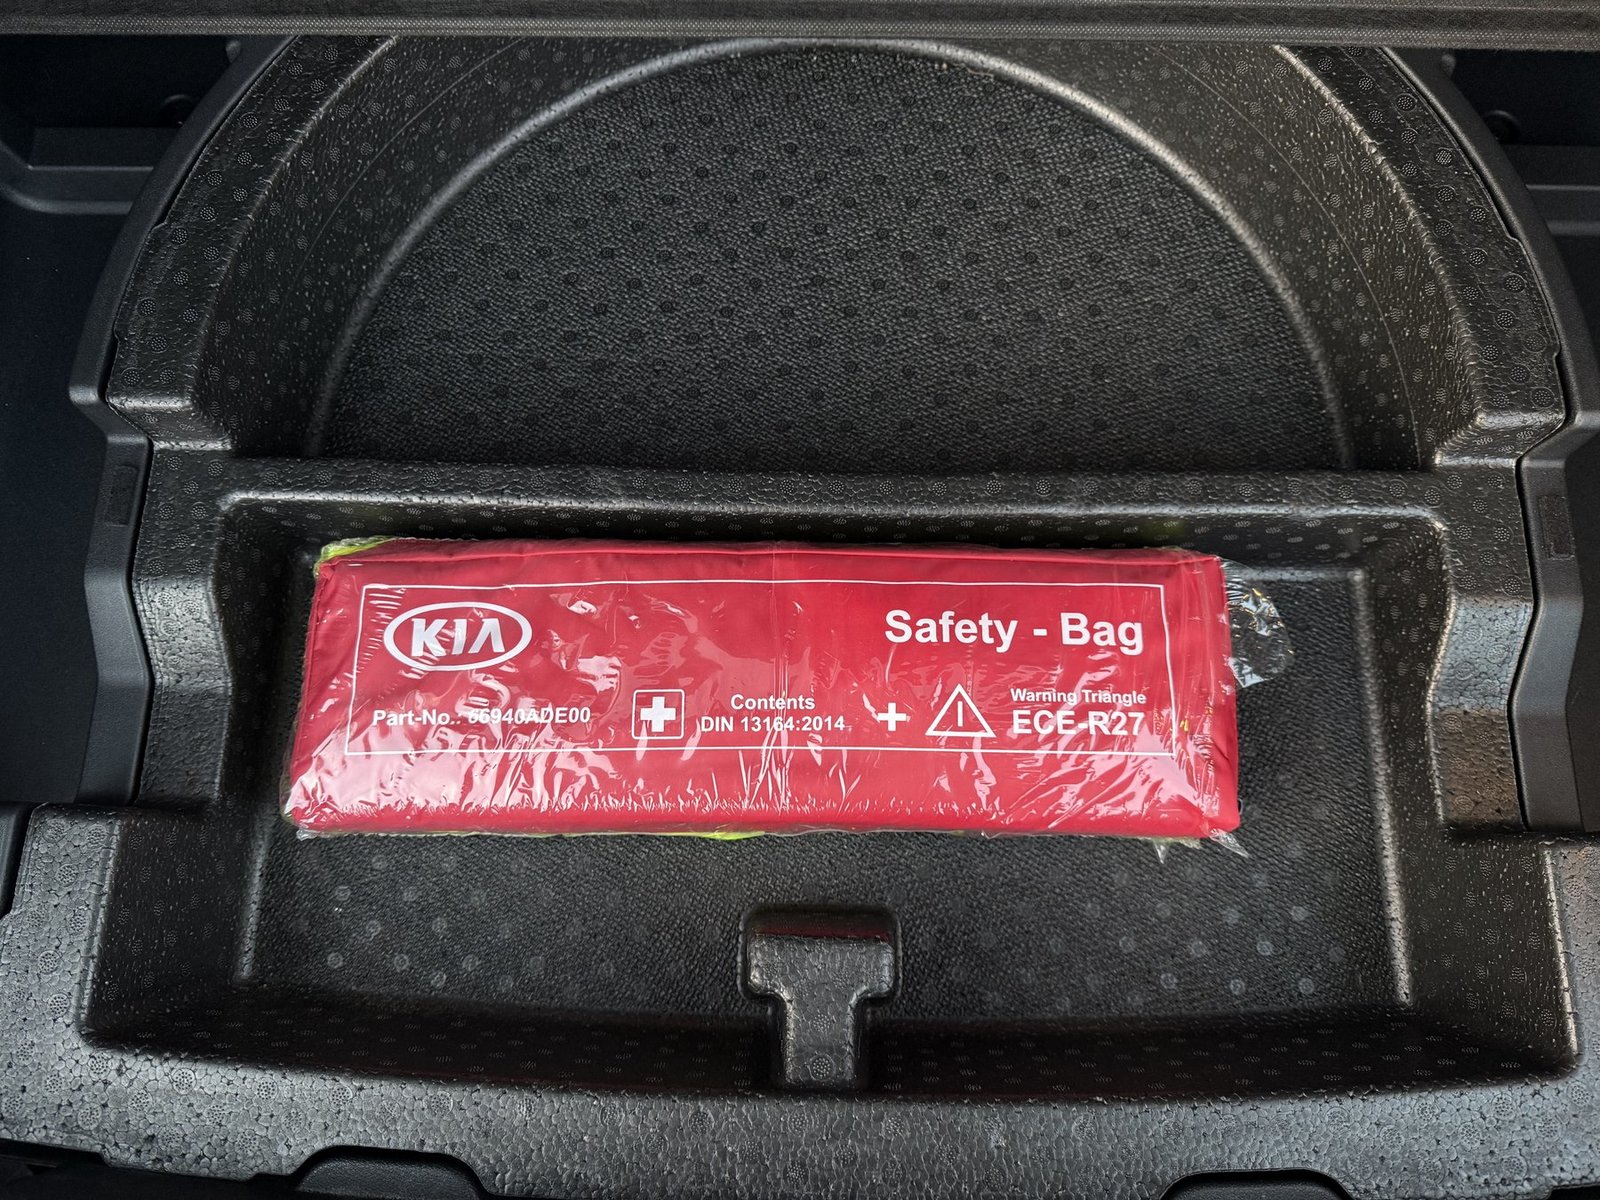 KIA
Safety - Bag
Part-No.: 66940ADE00
Contents
DIN 13164:2014
+
Warning Triangle
ECE-R27